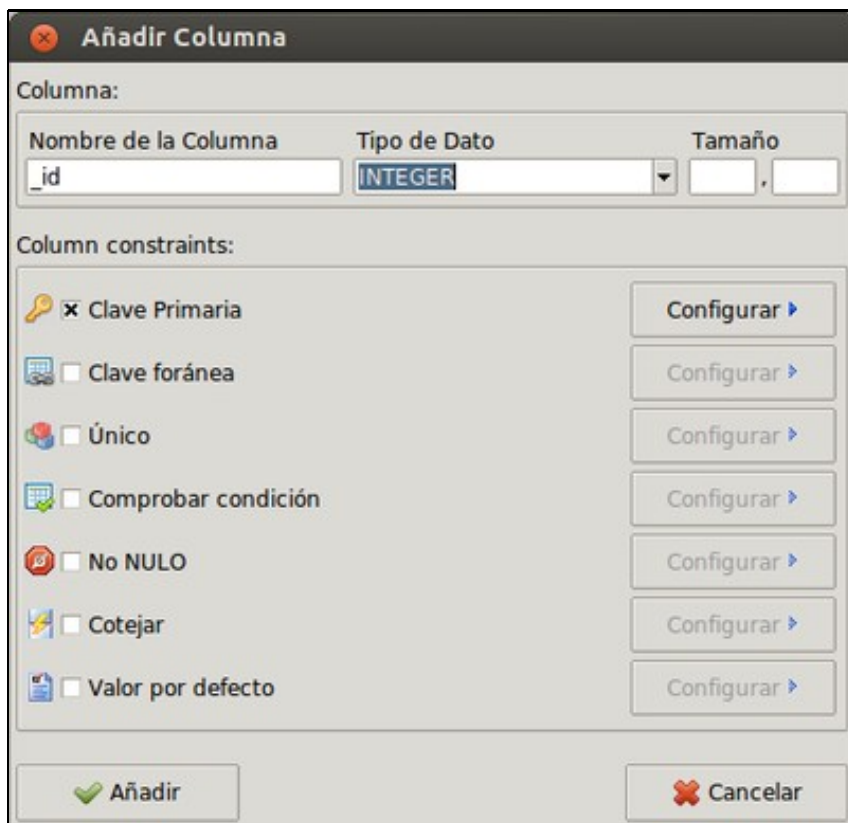 Añadir Columna
Columna:
Nombre de la Columna Tipo de Dato Tamaño
_id INTEGER ,
Column constraints:
Clave Primaria Configurar
Clave foránea Configurar
Único Configurar
Comprobar condición Configurar
No NULO Configurar
Cotejar Configurar
Valor por defecto Configurar
Añadir Cancelar